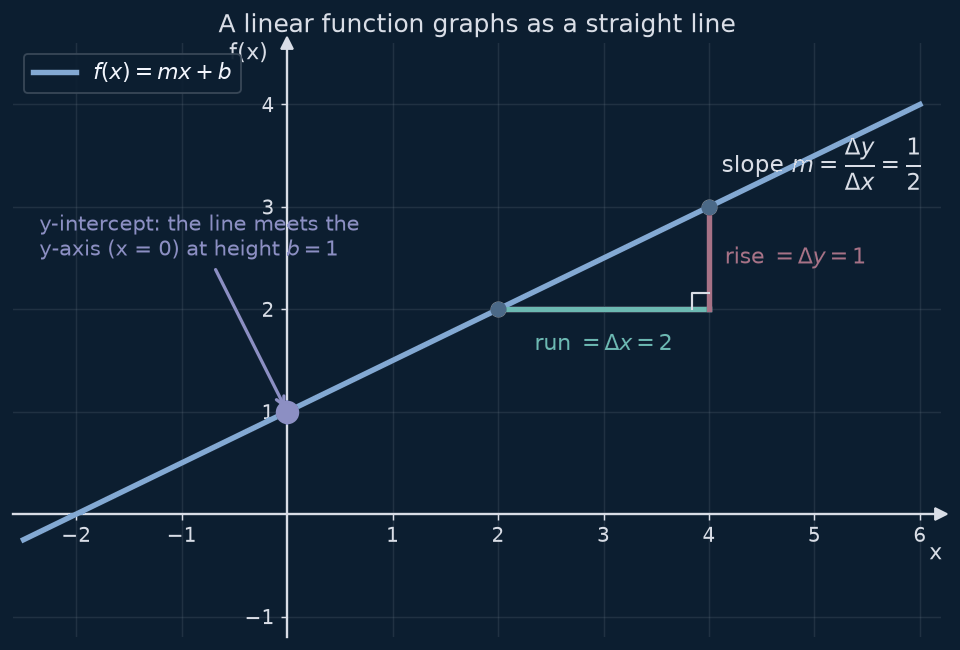 A linear function graphs as a straight line
f(x)
f(x) = mx + b
4
slope m = Δy/Δx = 1/2
3
y-intercept: the line meets the
y-axis (x = 0) at height b = 1
rise = Δy = 1
2
run = Δx = 2
1
−2 −1 1 2 3 4 5 6
x
−1